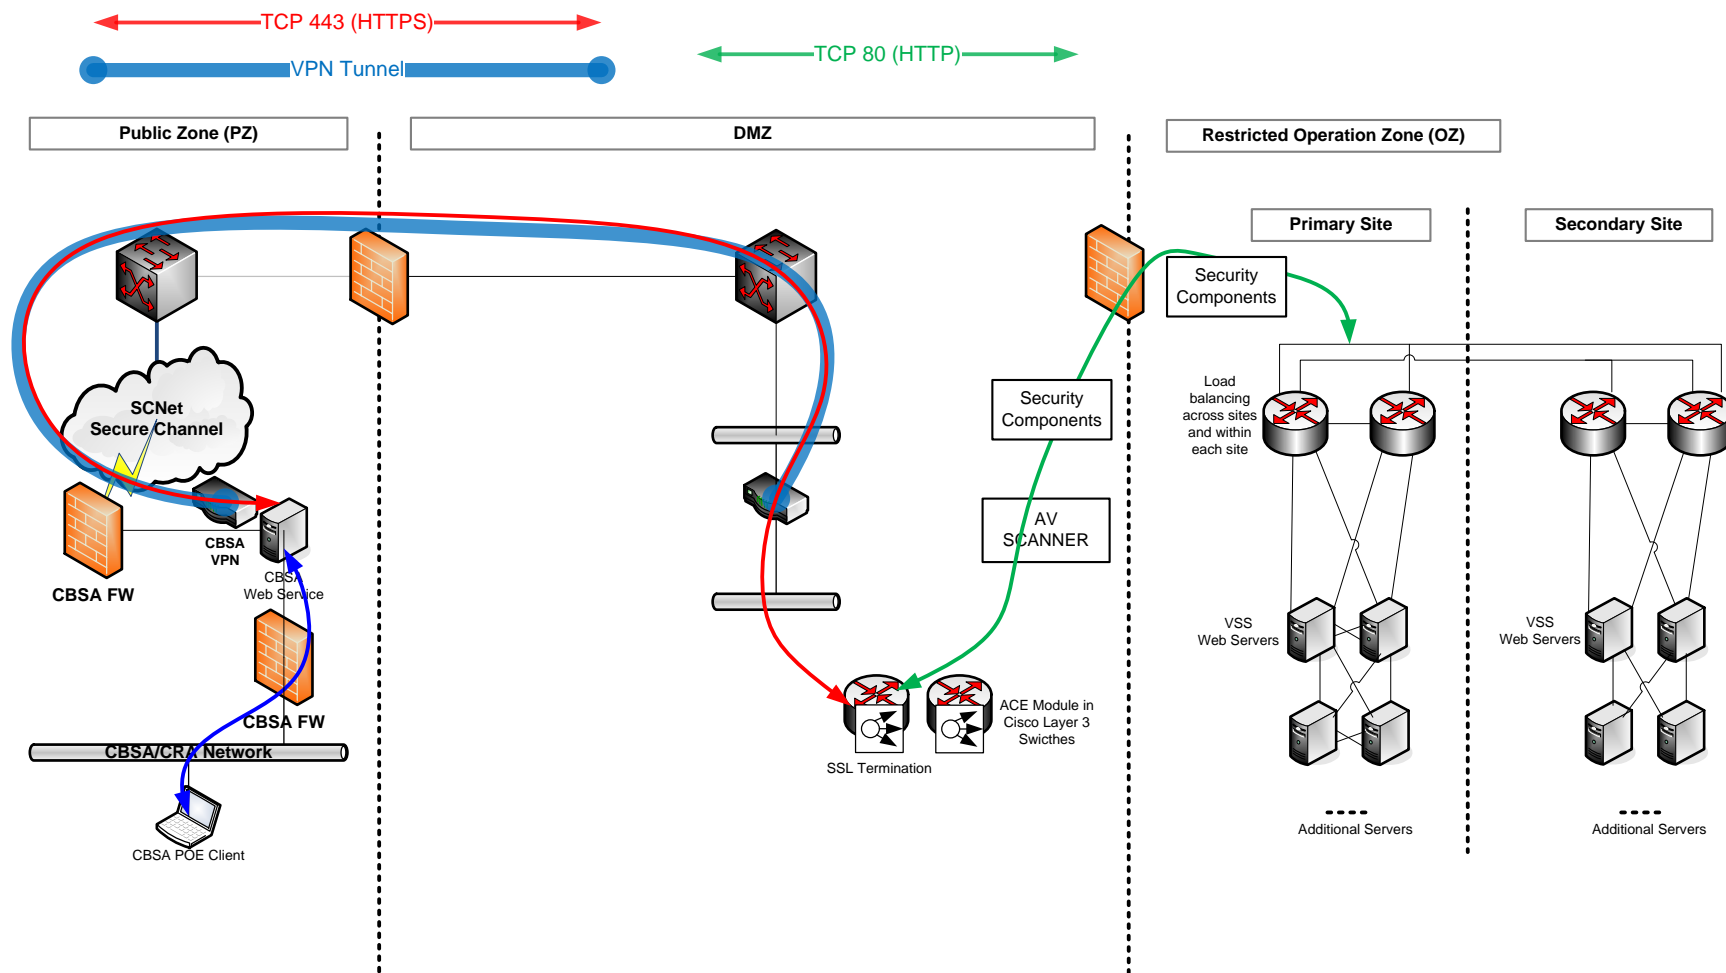 TCP 443 (HTTPS)
VPN Tunnel
TCP 80 (HTTP)
Public Zone (PZ)
DMZ
Restricted Operation Zone (OZ)
Primary Site
Secondary Site
Security
Components
SCNet
Secure Channel
Security
Components
Load
balancing
across sites
and within
each site
AV
SCANNER
CBSA
VPN
CBSA
Web Service
CBSA FW
VSS
Web Servers
VSS
Web Servers
CBSA FW
CBSA/CRA Network
ACE Module in
Cisco Layer 3
Swicthes
SSL Termination
CBSA POE Client
Additional Servers
Additional Servers